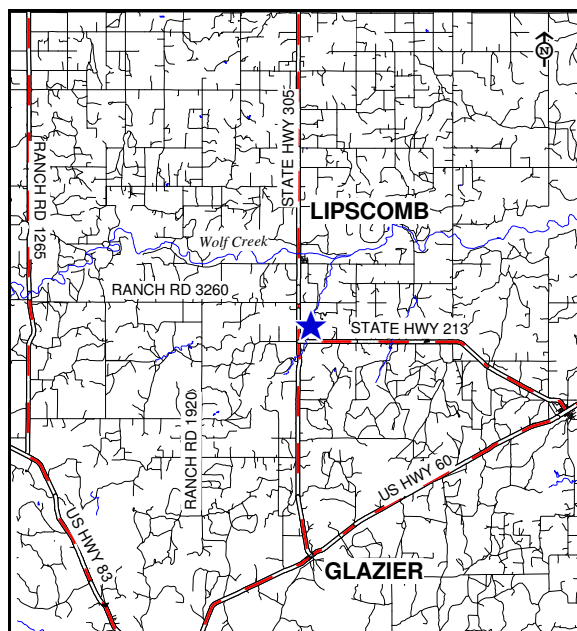 N
STATE HWY 305
RANCH RD 1265
LIPSCOMB
Wolf Creek
RANCH RD 3260
STATE HWY 213
RANCH RD 1920
US HWY 60
US HWY 83
GLAZIER